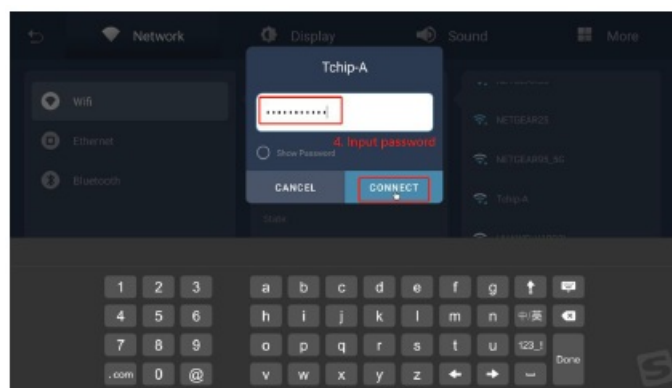 Network
Display
Sound
More
Tchip-A
Wifi
NETGEAR25
4. Input password
Ethernet
Show Password
Bluetooth
CANCEL
CONNECT
Tchip-A
State
1 2 3 a b c d e f g
4 5 6 h i j k l m n 中/英
7 8 9 o p q r s t u 123_! Done
.com 0 @ v w x y z